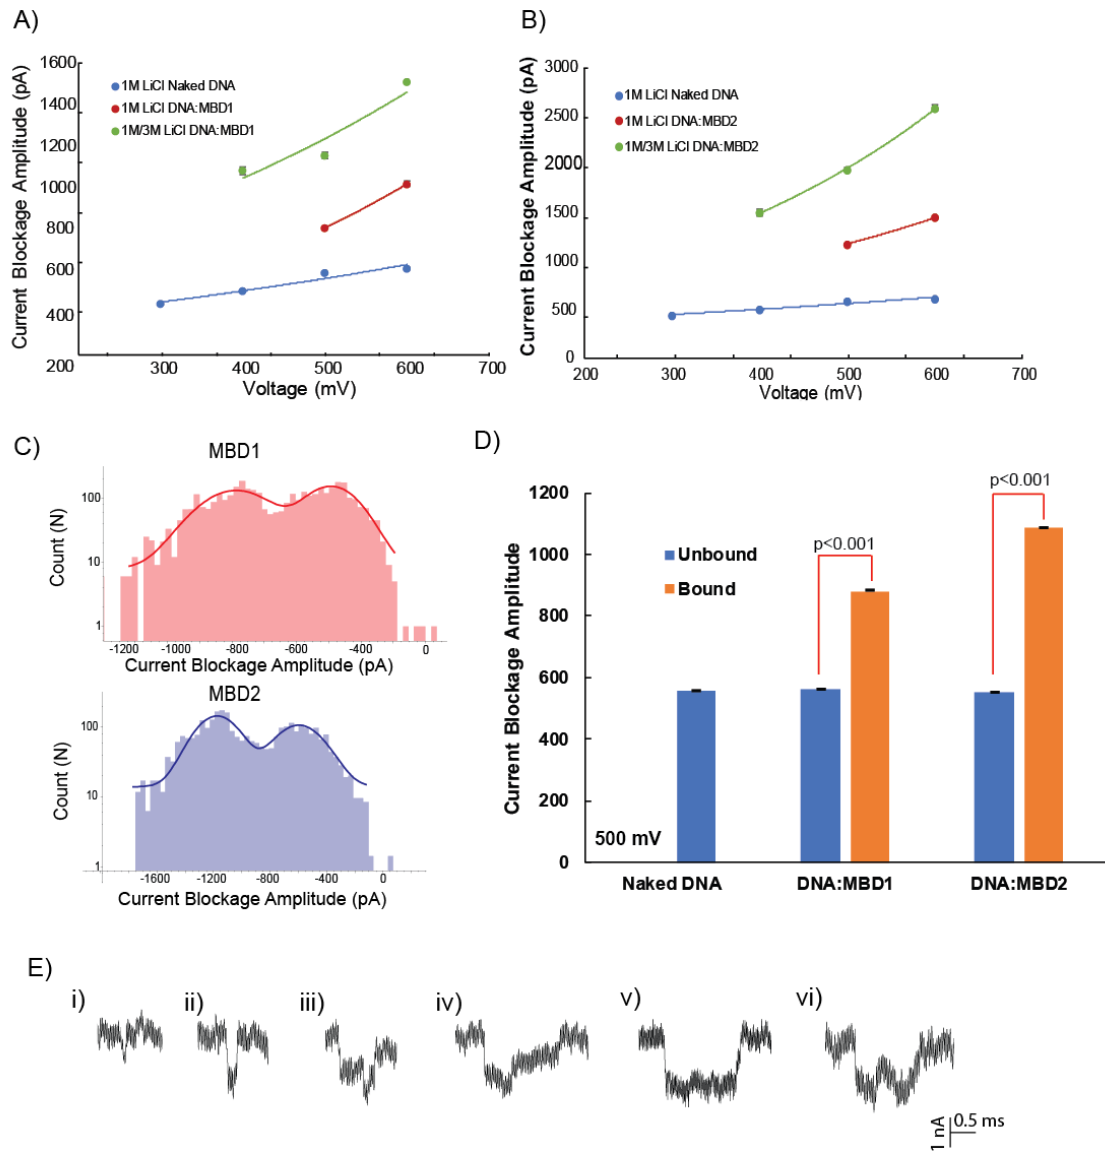 A)
Current Blockage Amplitude (pA)
1600
1400
1200
1000
800
600
400
200
1M LiCl Naked DNA
1M LiCl DNA:MBD1
1M/3M LiCl DNA:MBD1
300
400
500
600
700
Voltage (mV)
B)
Current Blockage Amplitude (pA)
3000
2500
2000
1500
1000
500
0
1M LiCl Naked DNA
1M LiCl DNA:MBD2
1M/3M LiCl DNA:MBD2
200
300
400
500
600
700
Voltage (mV)
C)
MBD1
Count (N)
100
10
1
-1200
-1000
-800
-600
-400
0
Current Blockage Amplitude (pA)
MBD2
Count (N)
100
10
1
-1600
-1200
-800
-400
0
Current Blockage Amplitude (pA)
D)
Current Blockage Amplitude
1200
1000
800
600
400
200
0
Unbound
Bound
p<0.001
p<0.001
500 mV
Naked DNA
DNA:MBD1
DNA:MBD2
E)
i)
ii)
iii)
iv)
v)
vi)
1 nA
0.5 ms